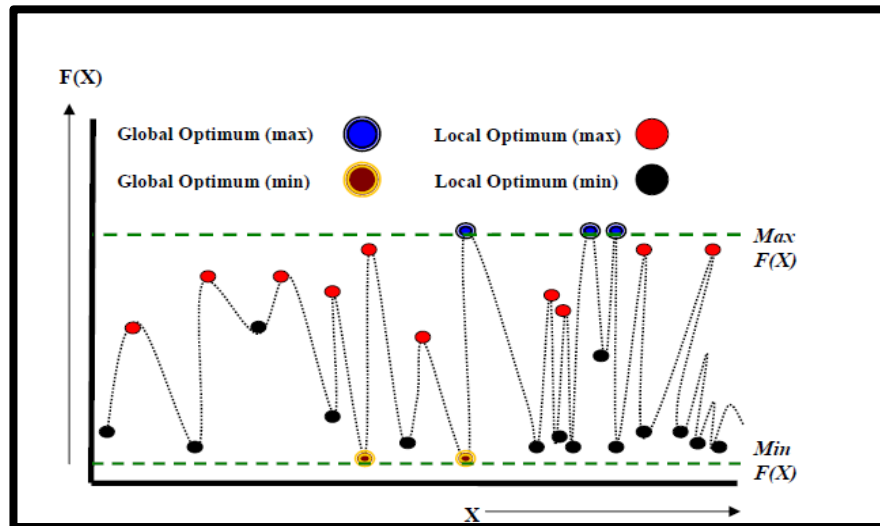 F(X)
Global Optimum (max)
Local Optimum (max)
Global Optimum (min)
Local Optimum (min)
Max
F(X)
Min
F(X)
X